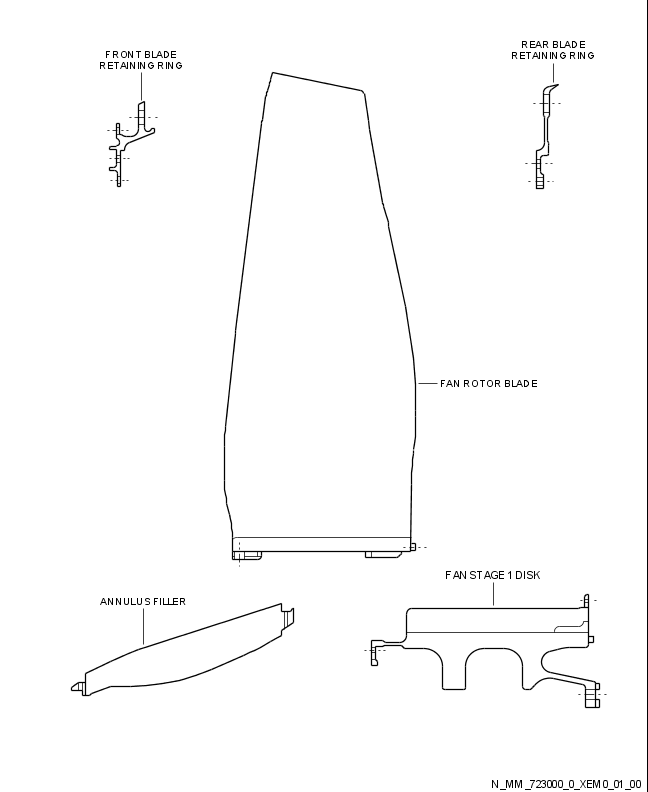 FRONT BLADE
RETAINING RING
REAR BLADE
RETAINING RING
FAN ROTOR BLADE
FAN STAGE 1 DISK
ANNULUS FILLER
N_MM_723000_0_XEM0_01_00